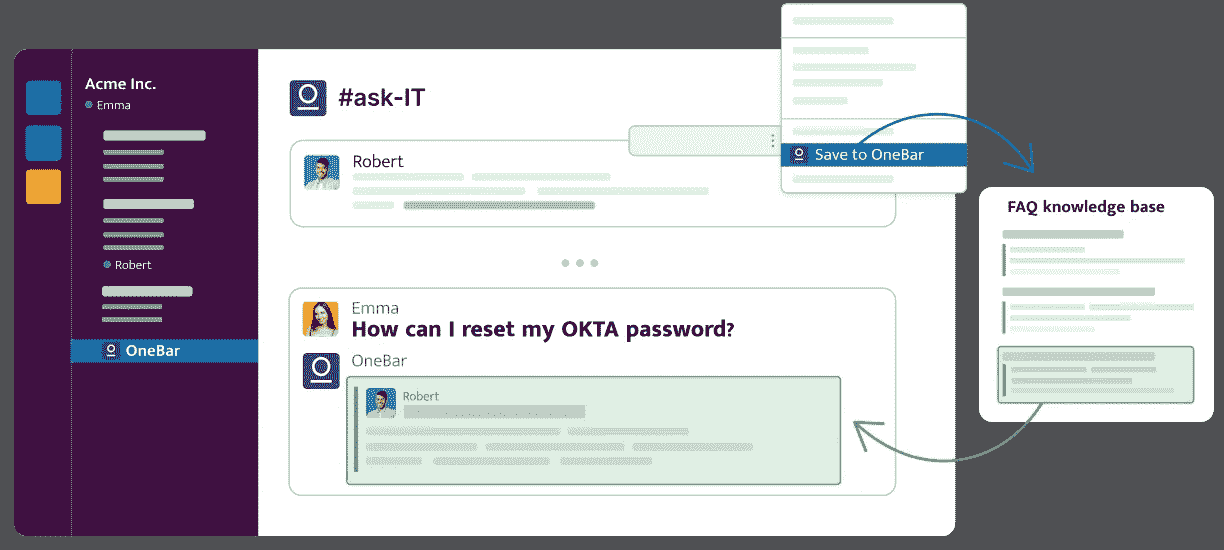 Acme Inc.
Emma
Robert
OneBar
#ask-IT
Robert
Save to OneBar
Emma
How can I reset my OKTA password?
OneBar
Robert
FAQ knowledge base